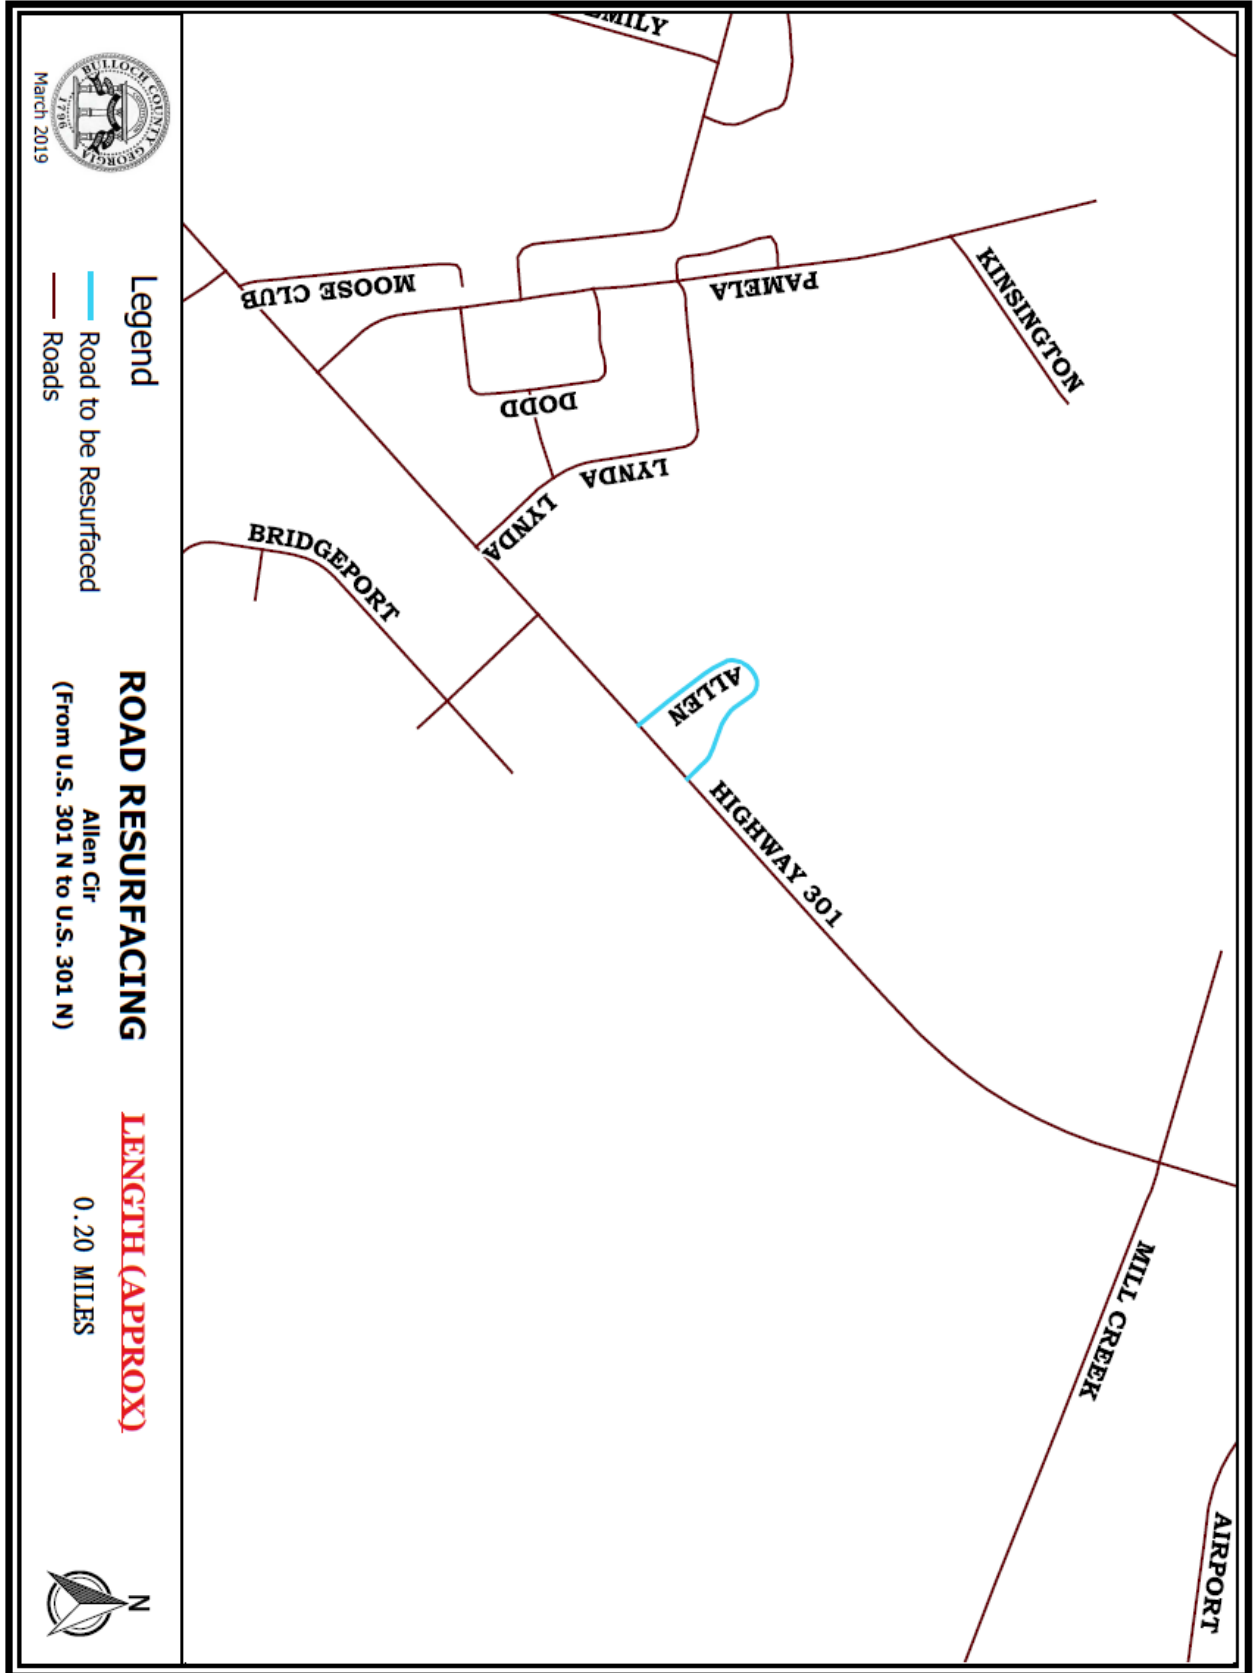 EMILY
KINSINGTON
PAMELA
MOOSE CLUB
DODD
LYNDA
LYNDA
BRIDGEPORT
ALLEN
HIGHWAY 301
MILL CREEK
AIRPORT
BULLOCH COUNTY GEORGIA
1796
March 2019
Legend
Road to be Resurfaced
Roads
ROAD RESURFACING
Allen Cir
(From U.S. 301 N to U.S. 301 N)
LENGTH (APPROX)
0.20 MILES
N